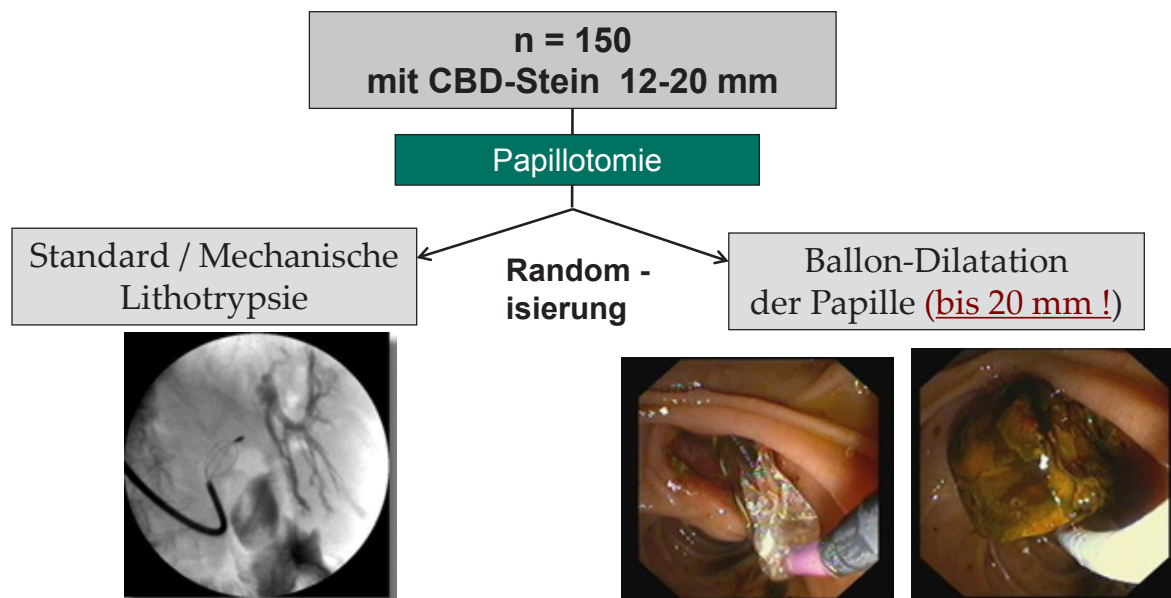 n = 150
mit CBD-Stein 12-20 mm
Papillotomie
Standard / Mechanische
Lithotrypsie
Random -
isierung
Ballon-Dilatation
der Papille (bis 20 mm !)